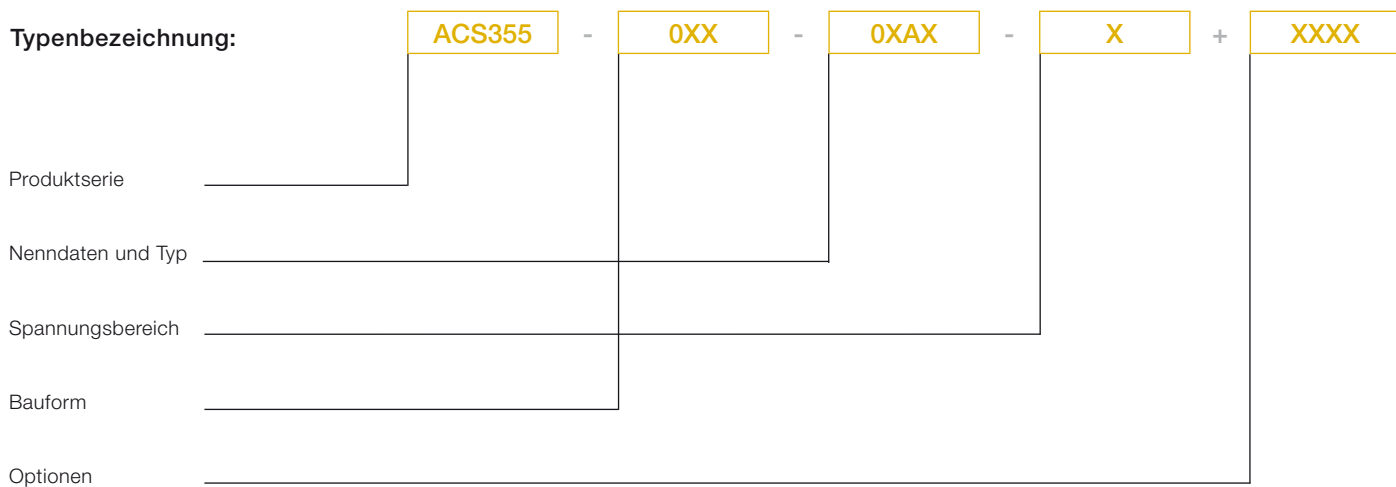 Typenbezeichnung: ACS355 - 0XX - 0XAX - X + XXXX
Produktserie
Nenndaten und Typ
Spannungsbereich
Bauform
Optionen